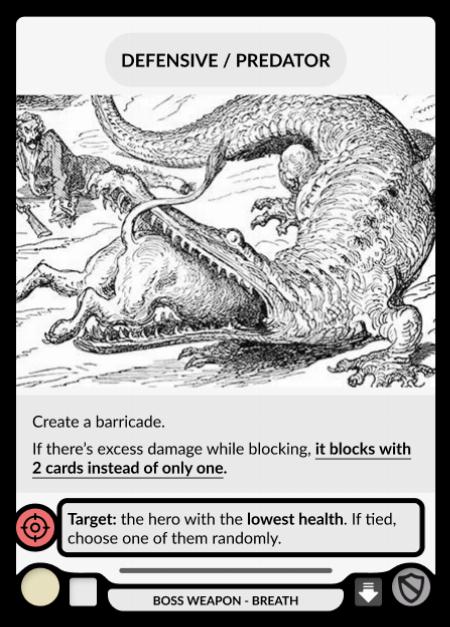 DEFENSIVE / PREDATOR
Create a barricade.
If there's excess damage while blocking, it blocks with
2 cards instead of only one.
Target: the hero with the lowest health. If tied,
choose one of them randomly.
BOSS WEAPON - BREATH